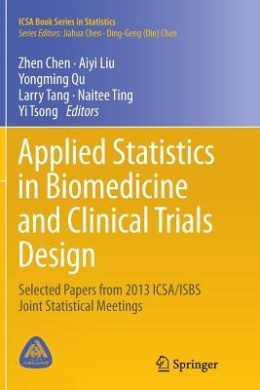 ICSA Book Series in Statistics
Series Editors: Jiahua Chen · Ding-Geng (Din) Chen
Zhen Chen · Aiyi Liu
Yongming Qu
Larry Tang · Naitee Ting
Yi Tsong Editors
Applied Statistics
in Biomedicine
and Clinical Trials
Design
Selected Papers from 2013 ICSA/ISBS
Joint Statistical Meetings
Springer